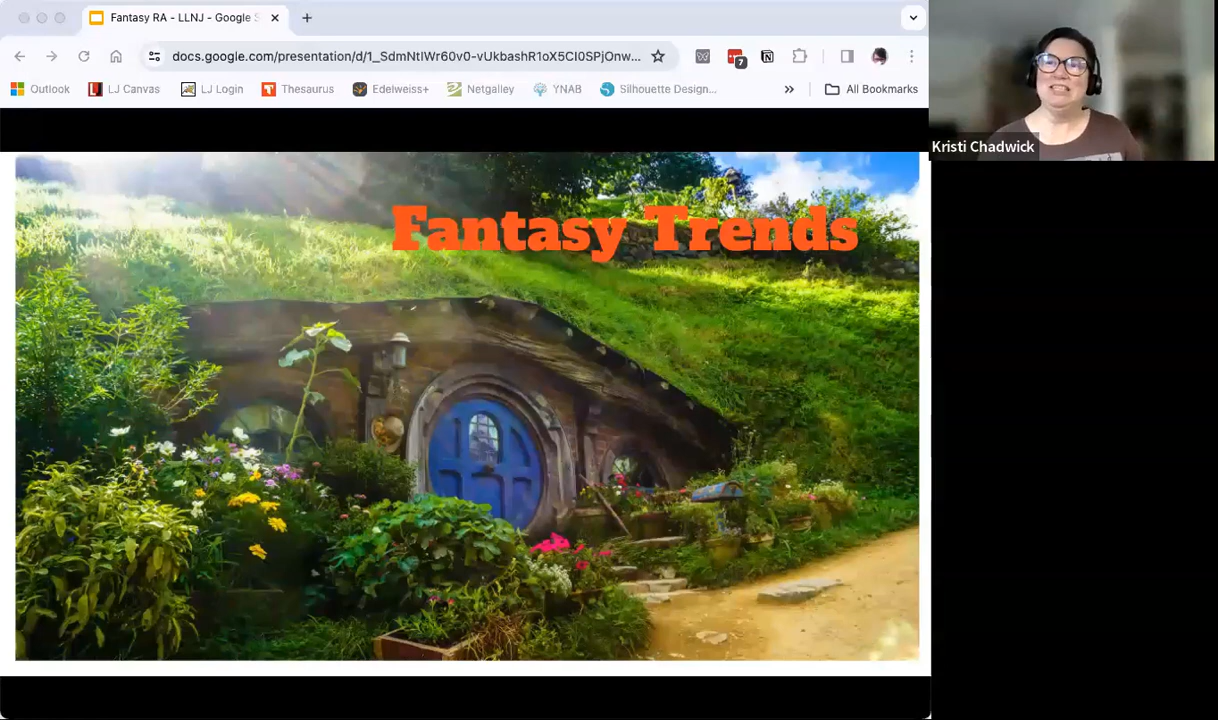 Fantasy RA - LLNJ - Google S
docs.google.com/presentation/d/1_SdmNtlWr60v0-vUkbashR1oX5CI0SPjOnw...
7
Outlook
LJ Canvas
LJ Login
Thesaurus
Edelweiss+
Netgalley
YNAB
Silhouette Design...
All Bookmarks
Kristi Chadwick
Fantasy Trends